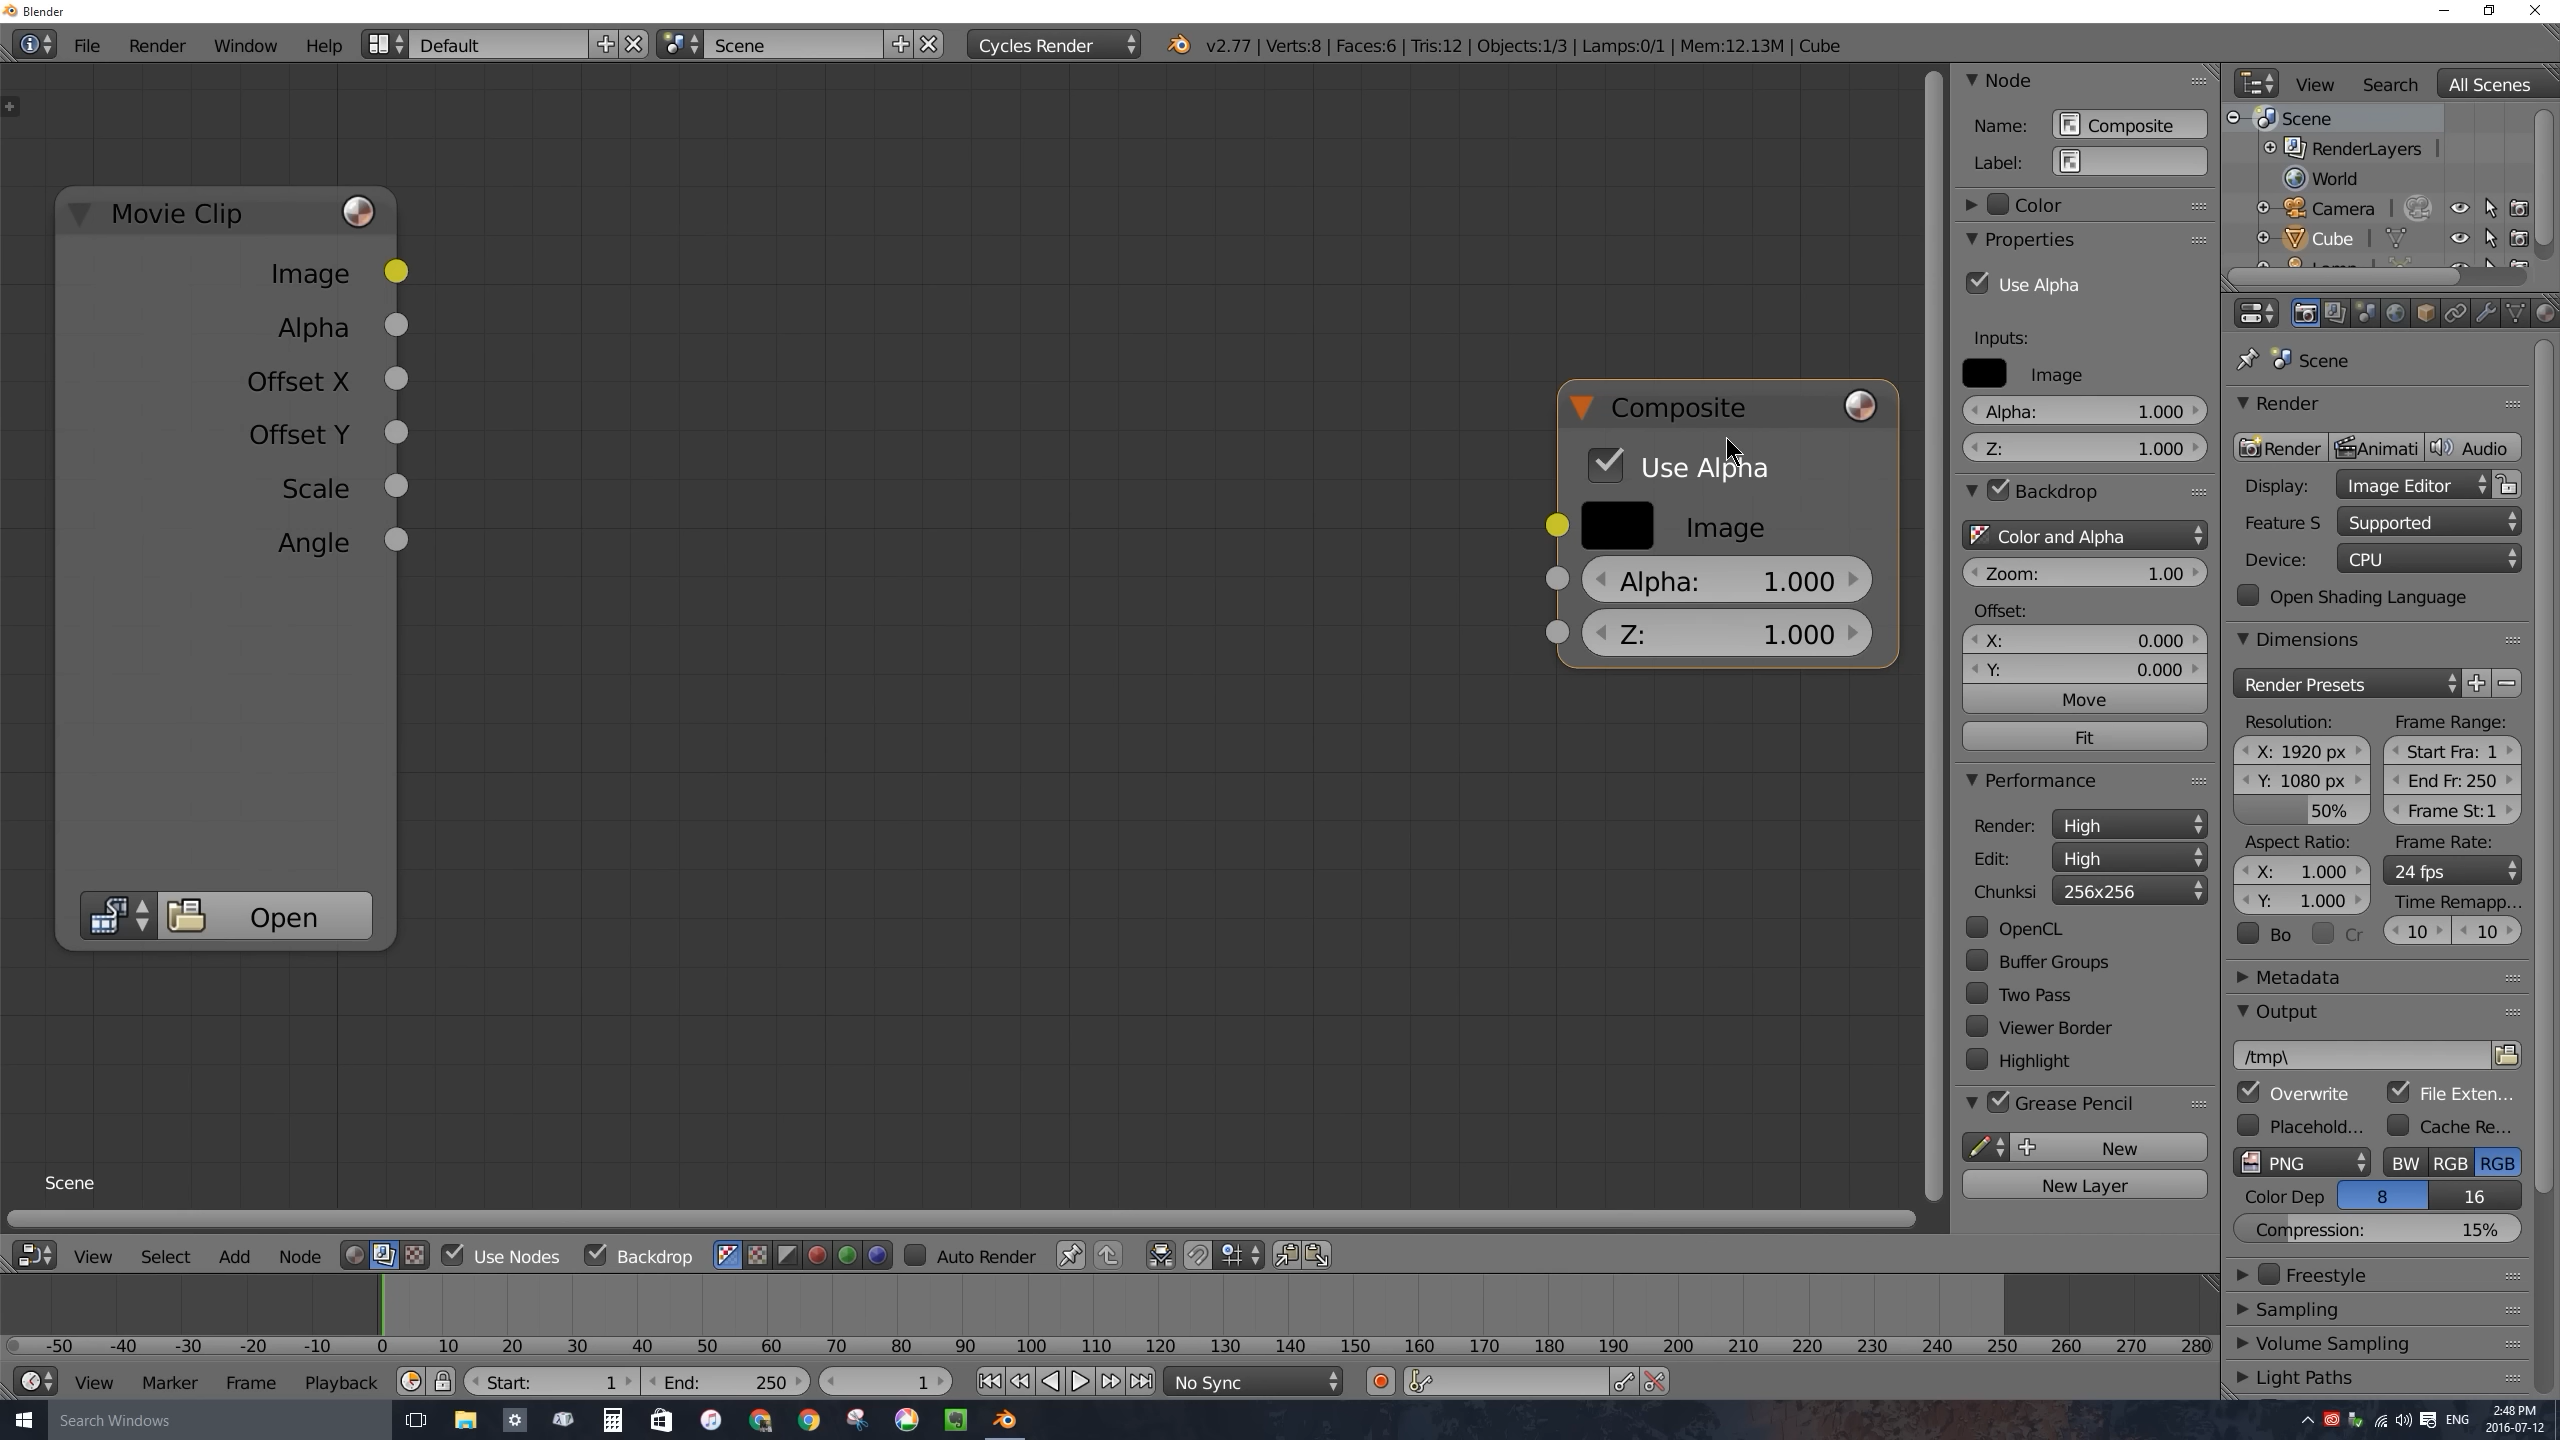 Blender
File Render Window Help Default Scene Cycles Render v2.77 | Verts:8 | Faces:6 | Tris:12 | Objects:1/3 | Lamps:0/1 | Mem:12.13M | Cube
Movie Clip
Image
Alpha
Offset X
Offset Y
Scale
Angle
Open
Composite
Use Alpha
Image
Alpha: 1.000
Z: 1.000
Scene
Node
Name: Composite
Label:
Color
Properties
Use Alpha
Inputs:
Image
Alpha: 1.000
Z: 1.000
Backdrop
Color and Alpha
Zoom: 1.00
Offset:
X: 0.000
Y: 0.000
Move
Fit
Performance
Render: High
Edit: High
Chunksi 256x256
OpenCL
Buffer Groups
Two Pass
Viewer Border
Highlight
Grease Pencil
New
New Layer
View Search All Scenes
Scene
RenderLayers
World
Camera
Cube
Scene
Render
Render Animati Audio
Display: Image Editor
Feature S Supported
Device: CPU
Open Shading Language
Dimensions
Render Presets
Resolution: Frame Range:
X: 1920 px Start Fra: 1
Y: 1080 px End Fr: 250
50% Frame St:1
Aspect Ratio: Frame Rate:
X: 1.000 24 fps
Y: 1.000 Time Remapp...
Bo Cr 10 10
Metadata
Output
/tmp\
Overwrite File Exten...
Placehold... Cache Re...
PNG BW RGB RGB
Color Dep 8 16
Compression: 15%
Freestyle
Sampling
Volume Sampling
Light Paths
View Select Add Node Use Nodes Backdrop Auto Render
-50 -40 -30 -20 -10 0 10 20 30 40 50 60 70 80 90 100 110 120 130 140 150 160 170 180 190 200 210 220 230 240 250 260 270 280
View Marker Frame Playback Start: 1 End: 250 1 No Sync
Search Windows ENG 2:48 PM
2016-07-12